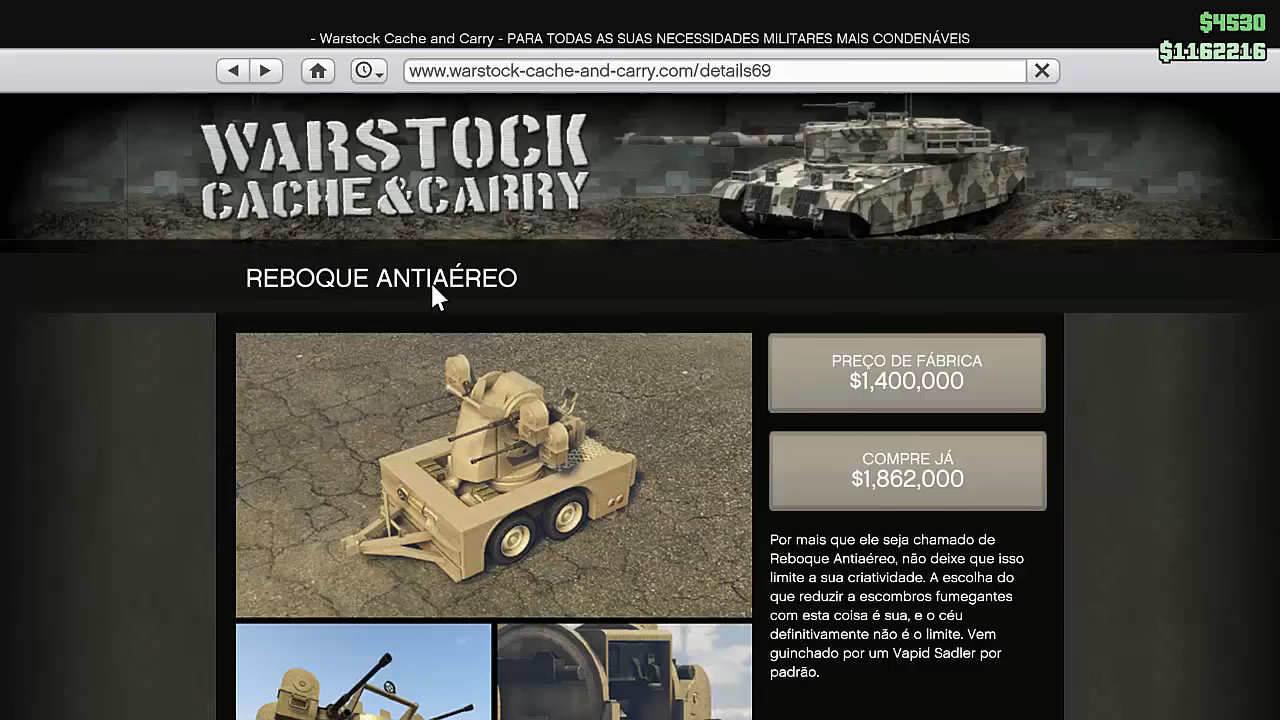 $4530
- Warstock Cache and Carry - PARA TODAS AS SUAS NECESSIDADES MILITARES MAIS CONDENÁVEIS
$1162216
www.warstock-cache-and-carry.com/details69
WARSTOCK
CACHE&CARRY
REBOQUE ANTIAÉREO
PREÇO DE FÁBRICA
$1,400,000
COMPRE JÁ
$1,862,000
Por mais que ele seja chamado de
Reboque Antiaéreo, não deixe que isso
limite a sua criatividade. A escolha do
que reduzir a escombros fumegantes
com esta coisa é sua, e o céu
definitivamente não é o limite. Vem
guinchado por um Vapid Sadler por
padrão.